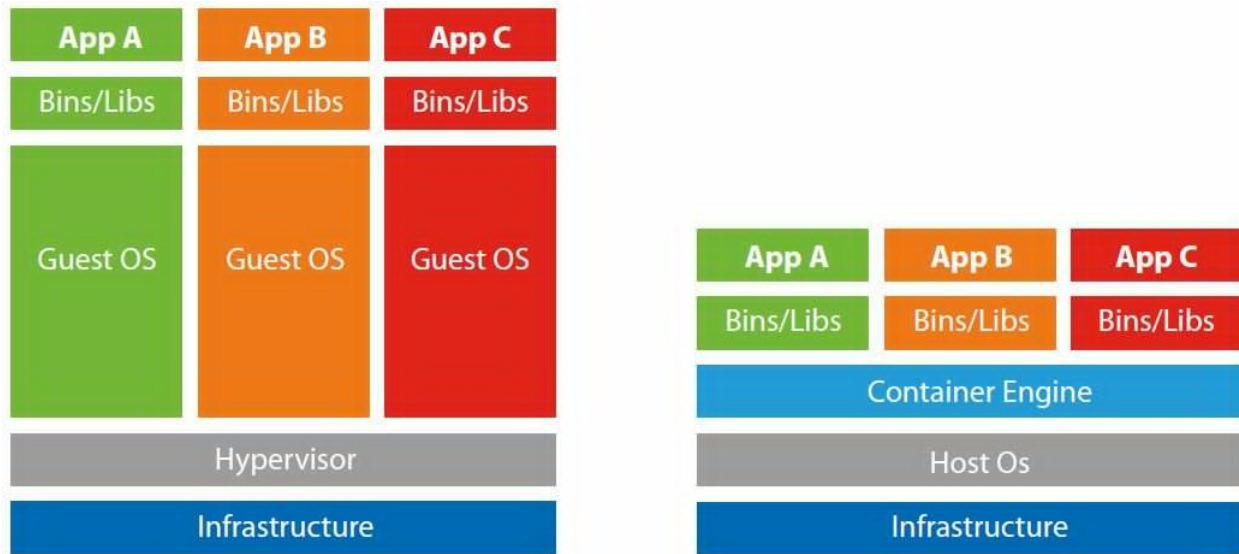 App A
App B
App C
Bins/Libs
Bins/Libs
Bins/Libs
Guest OS
Guest OS
Guest OS
Hypervisor
Infrastructure
App A
App B
App C
Bins/Libs
Bins/Libs
Bins/Libs
Container Engine
Host Os
Infrastructure